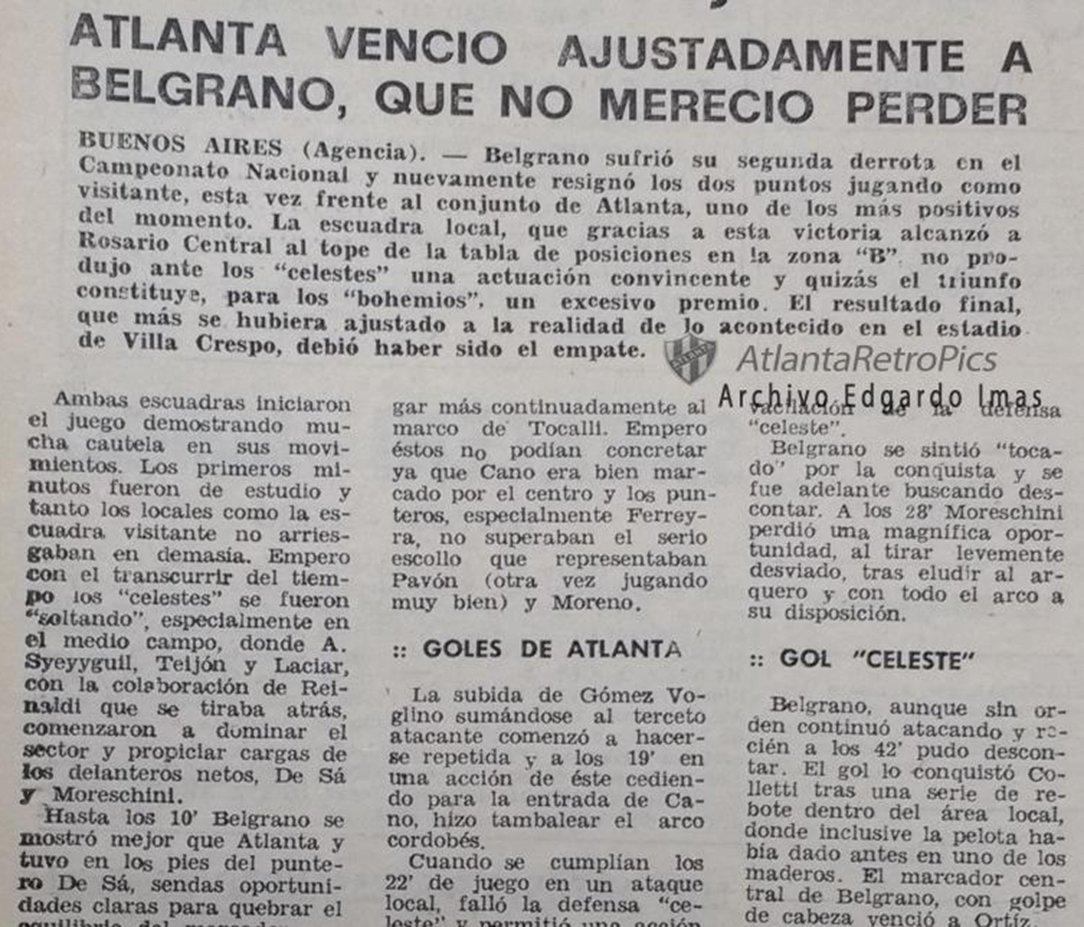 ATLANTA VENCIO AJUSTADAMENTE A
BELGRANO, QUE NO MERECIO PERDER
BUENOS AIRES (Agencia). — Belgrano sufrió su segunda derrota en el
Campeonato Nacional y nuevamente resignó los dos puntos jugando como
visitante, esta vez frente al conjunto de Atlanta, uno de los más positivos
del momento. La escuadra local, que gracias a esta victoria alcanzó a
Rosario Central al tope de la tabla de posiciones en la zona "B". no pro-
dujo ante los "celestes" una actuación convincente y quizás el triunfo
constituye, para los "bohemios", un excesivo premio. El resultado final,
que más se hubiera ajustado a la realidad de lo acontecido en el estadio
de Villa Crespo, debió haber sido el empate.
AtlantaRetroPics
Archivo Edgardo Imas
Ambas escuadras iniciaron
el juego demostrando mu-
cha cautela en sus movi-
mientos. Los primeros mi-
nutos fueron de estudio y
tanto los locales como la es-
cuadra visitante no arries-
gaban en demasía. Empero
con el transcurrir del tiem-
po los "celestes" se fueron
"soltando", especialmente en
el medio campo, donde A.
Syeyyguil, Teijón y Laciar,
con la colaboración de Rei-
naldi que se tiraba atrás,
comenzaron a dominar el
sector y propiciar cargas de
los delanteros netos, De Sá
y Moreschini.
Hasta los 10' Belgrano se
mostró mejor que Atlanta y
tuvo en los pies del punte-
ro De Sá, sendas oportuni-
dades claras para quebrar el
equilibrio del
gar más continuadamente al
marco de Tocalli. Empero
éstos no podían concretar
ya que Cano era bien mar-
cado por el centro y los pun-
teros, especialmente Ferrey-
ra, no superaban el serio
escollo que representaban
Pavón (otra vez jugando
muy bien) y Moreno.
:: GOLES DE ATLANTA
La subida de Gómez Vo-
glino sumándose al terceto
atacante comenzó a hacer-
se repetida y a los 19' en
una acción de éste cedien-
do para la entrada de Ca-
no, hizo tambalear el arco
cordobés.
Cuando se cumplían los
22' de juego en un ataque
local, falló la defensa "ce-
leste" y permitió una acción
vacilación de la defensa
"celeste".
Belgrano se sintió "toca-
do" por la conquista y se
fue adelante buscando des-
contar. A los 28' Moreschini
perdió una magnífica opor-
tunidad, al tirar levemente
desviado, tras eludir al ar-
quero y con todo el arco a
su disposición.
:: GOL "CELESTE"
Belgrano, aunque sin or-
den continuó atacando y re-
cién a los 42' pudo descon-
tar. El gol lo conquistó Co-
lletti tras una serie de re-
bote dentro del área local,
donde inclusive la pelota ha-
bía dado antes en uno de los
maderos. El marcador cen-
tral de Belgrano, con golpe
de cabeza venció a Ortíz.